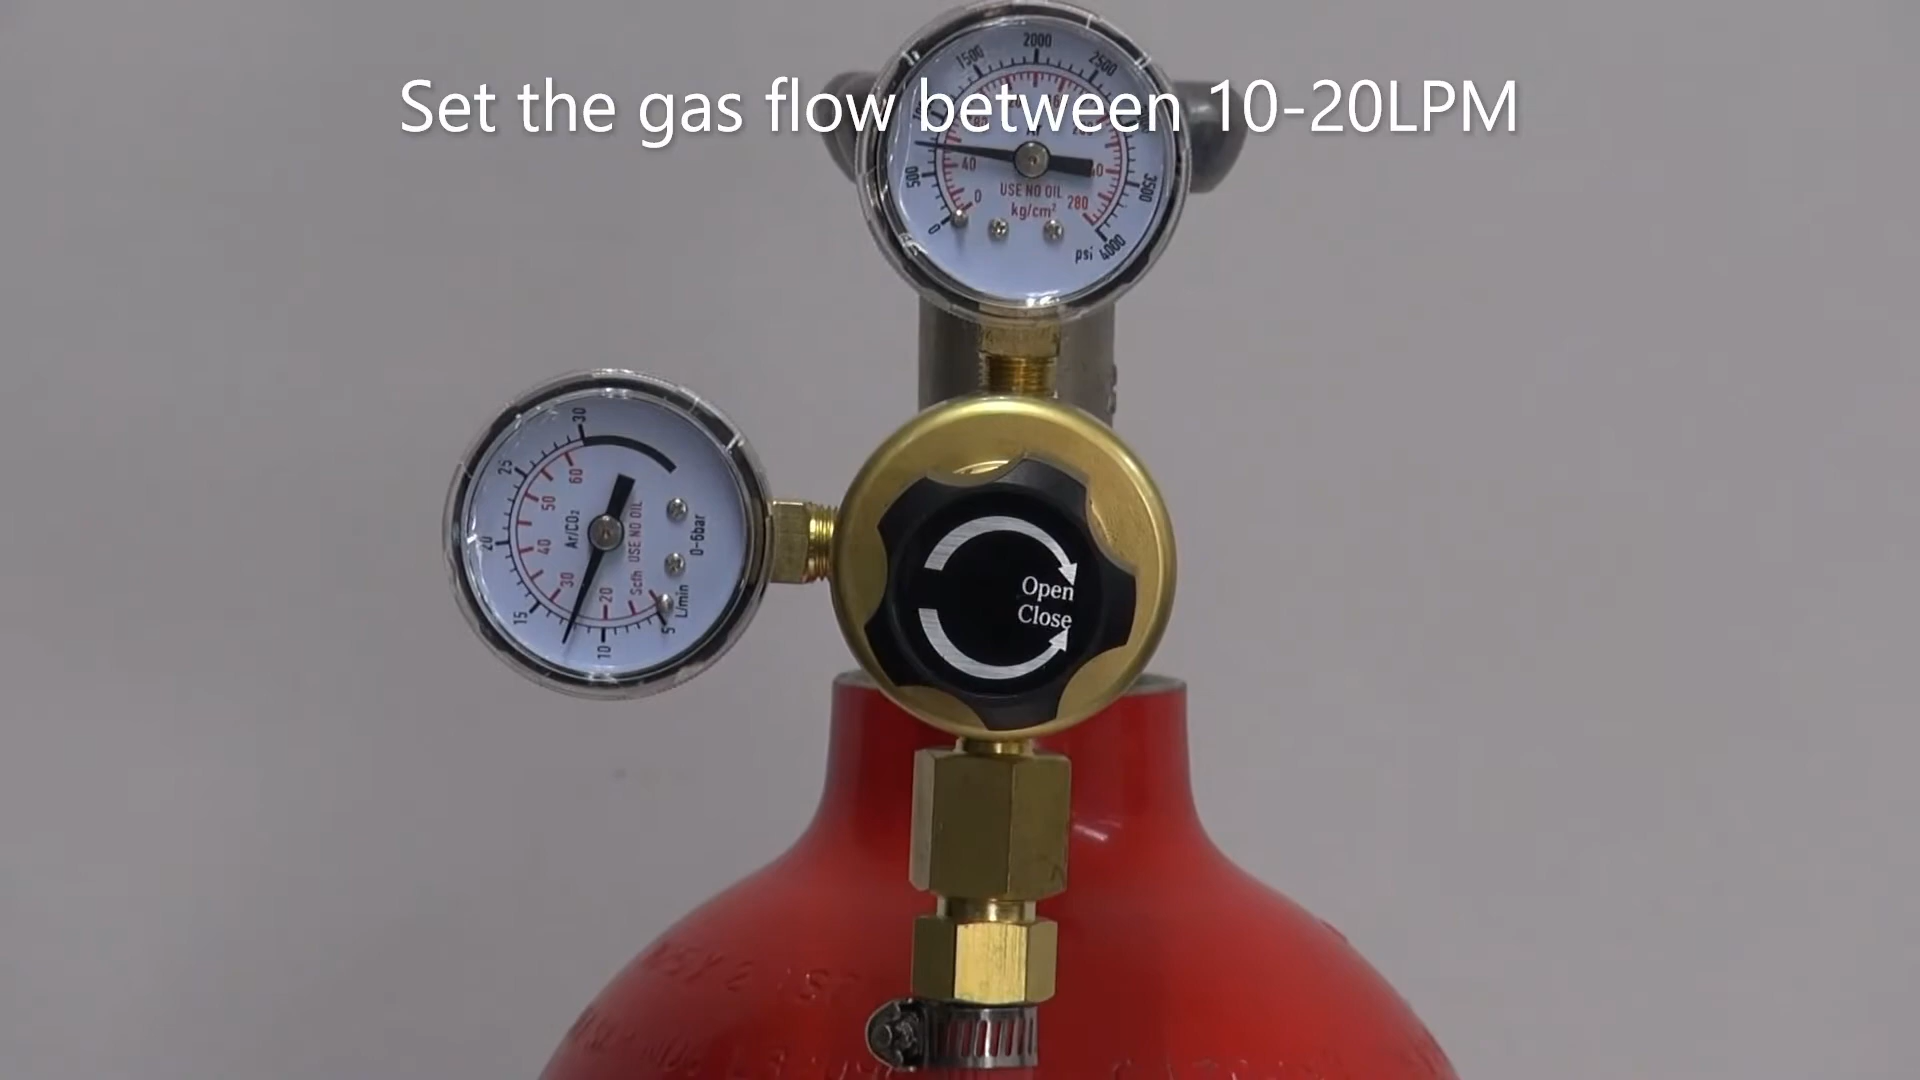 Set the gas flow between 10-20LPM
1500
2000
2500
3500
4000
500
0
40
0
280
USE NO OIL
kg/cm²
psi
30
25
20
15
10
5
60
50
40
30
20
Ar/CO₂
USE NO OIL
Scfh
L/min
0-6bar
Open
Close